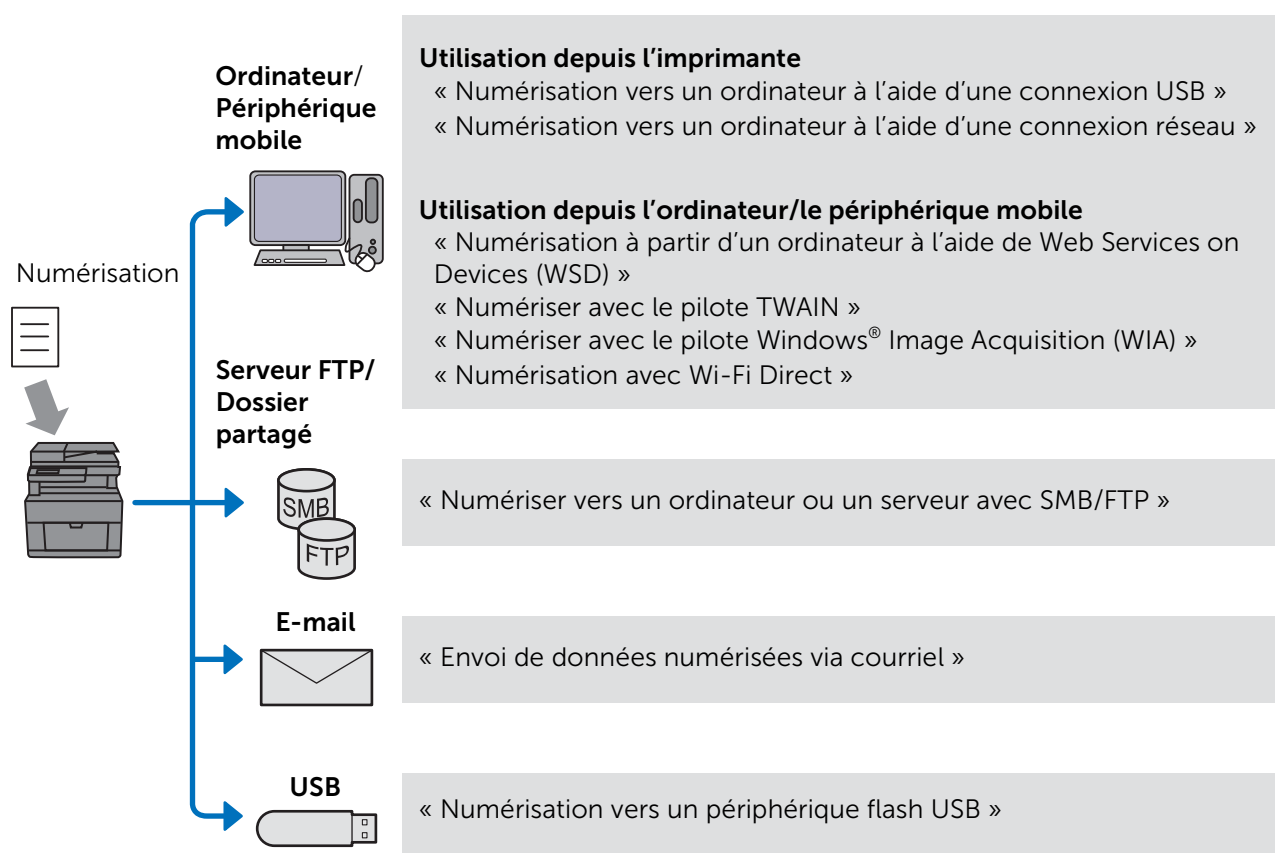 Numérisation
Ordinateur/
Périphérique
mobile
Utilisation depuis l’imprimante
« Numérisation vers un ordinateur à l’aide d’une connexion USB »
« Numérisation vers un ordinateur à l’aide d’une connexion réseau »
Utilisation depuis l’ordinateur/le périphérique mobile
« Numérisation à partir d’un ordinateur à l’aide de Web Services on
Devices (WSD) »
« Numériser avec le pilote TWAIN »
« Numériser avec le pilote Windows® Image Acquisition (WIA) »
« Numérisation avec Wi-Fi Direct »
Serveur FTP/
Dossier
partagé
SMB
FTP
« Numériser vers un ordinateur ou un serveur avec SMB/FTP »
E-mail
« Envoi de données numérisées via courriel »
USB
« Numérisation vers un périphérique flash USB »